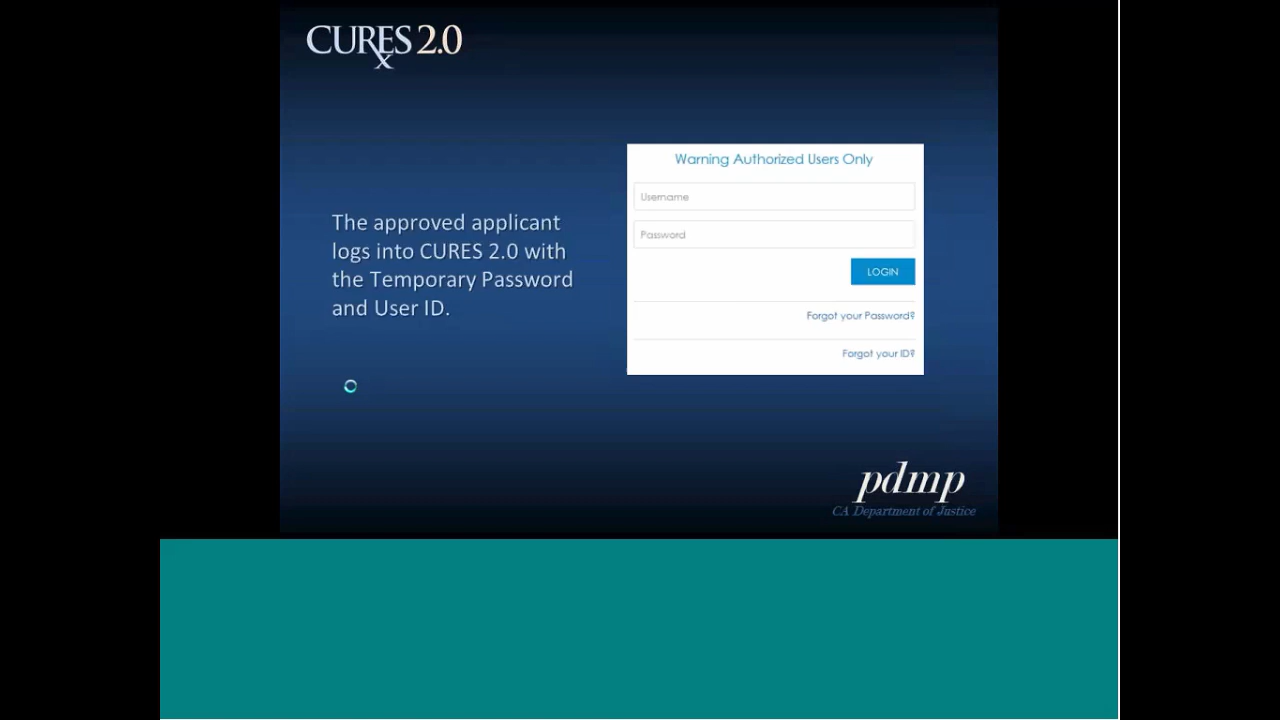 CURES 2.0
x
Warning Authorized Users Only
Username
Password
LOGIN
Forgot your Password?
Forgot your ID?
The approved applicant
logs into CURES 2.0 with
the Temporary Password
and User ID.
pdmp
CA Department of Justice